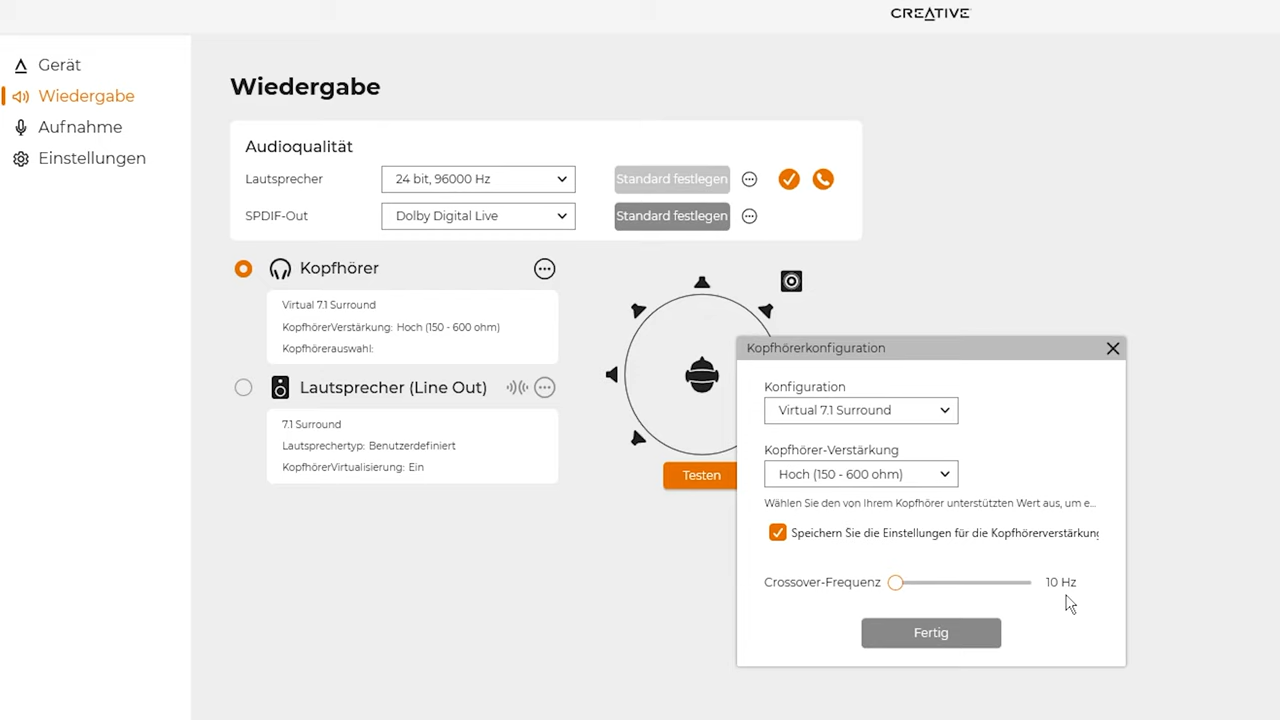 CREATIVE
Gerät
Wiedergabe
Aufnahme
Einstellungen
Wiedergabe
Audioqualität
Lautsprecher
24 bit, 96000 Hz
Standard festlegen
SPDIF-Out
Dolby Digital Live
Standard festlegen
Kopfhörer
Virtual 7.1 Surround
KopfhörerVerstärkung: Hoch (150 - 600 ohm)
Kopfhörerauswahl:
Lautsprecher (Line Out)
7.1 Surround
Lautsprechertyp: Benutzerdefiniert
KopfhörerVirtualisierung: Ein
Testen
Kopfhörerkonfiguration
Konfiguration
Virtual 7.1 Surround
Kopfhörer-Verstärkung
Hoch (150 - 600 ohm)
Wählen Sie den von Ihrem Kopfhörer unterstützten Wert aus, um e...
Speichern Sie die Einstellungen für die Kopfhörerverstärkung
Crossover-Frequenz
10 Hz
Fertig